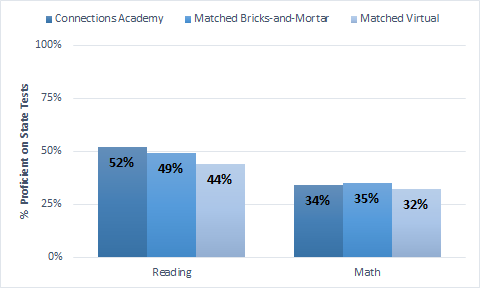 Connections Academy Matched Bricks-and-Mortar Matched Virtual
% Proficient on State Tests
100%
75%
50%
25%
0%
52% 49% 44%
34% 35% 32%
Reading Math